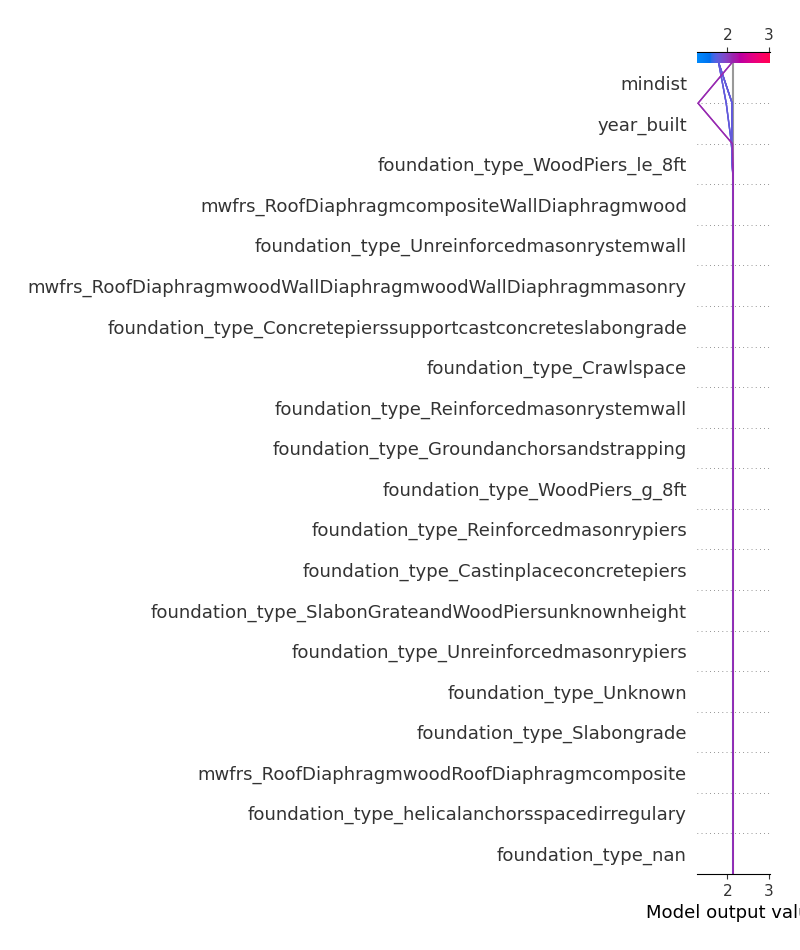 2 3
mindist
year_built
foundation_type_WoodPiers_le_8ft
mwfrs_RoofDiaphragmcompositeWallDiaphragmwood
foundation_type_Unreinforcedmasonrystemwall
mwfrs_RoofDiaphragmwoodWallDiaphragmwoodWallDiaphragmmasonry
foundation_type_Concretepierssupportcastconcreteslabongrade
foundation_type_Crawlspace
foundation_type_Reinforcedmasonrystemwall
foundation_type_Groundanchorsandstrapping
foundation_type_WoodPiers_g_8ft
foundation_type_Reinforcedmasonrypiers
foundation_type_Castinplaceconcretepiers
foundation_type_SlabonGrateandWoodPiersunknownheight
foundation_type_Unreinforcedmasonrypiers
foundation_type_Unknown
foundation_type_Slabongrade
mwfrs_RoofDiaphragmwoodRoofDiaphragmcomposite
foundation_type_helicalanchorsspacedirregulary
foundation_type_nan
2 3
Model output valu